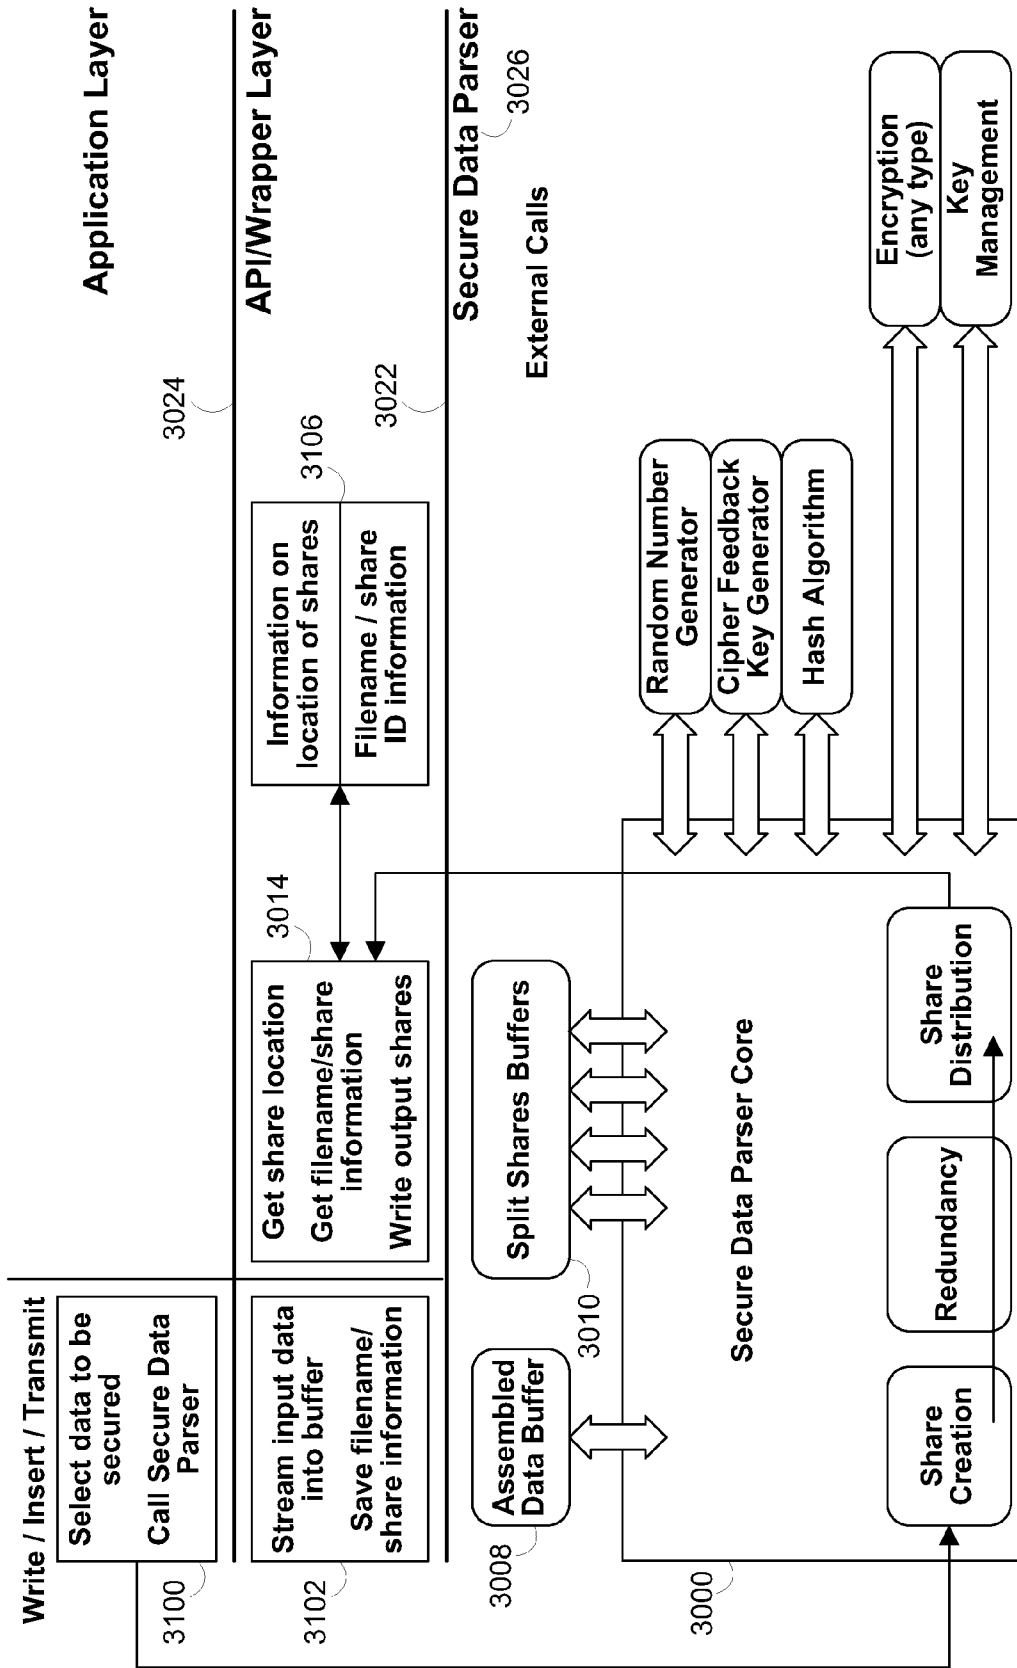 Write / Insert / Transmit
Application Layer
Select data to be
secured
Call Secure Data
Parser
3100
3024
API/Wrapper Layer
Stream input data
into buffer
Save filename/
share information
3102
Get share location
Get filename/share
information
Write output shares
3014
Information on
location of shares
Filename / share
ID information
3106
3022
Secure Data Parser
3026
External Calls
Assembled
Data Buffer
3008
Split Shares Buffers
3010
Secure Data Parser Core
3000
Share
Creation
Redundancy
Share
Distribution
Random Number
Generator
Cipher Feedback
Key Generator
Hash Algorithm
Encryption
(any type)
Key
Management